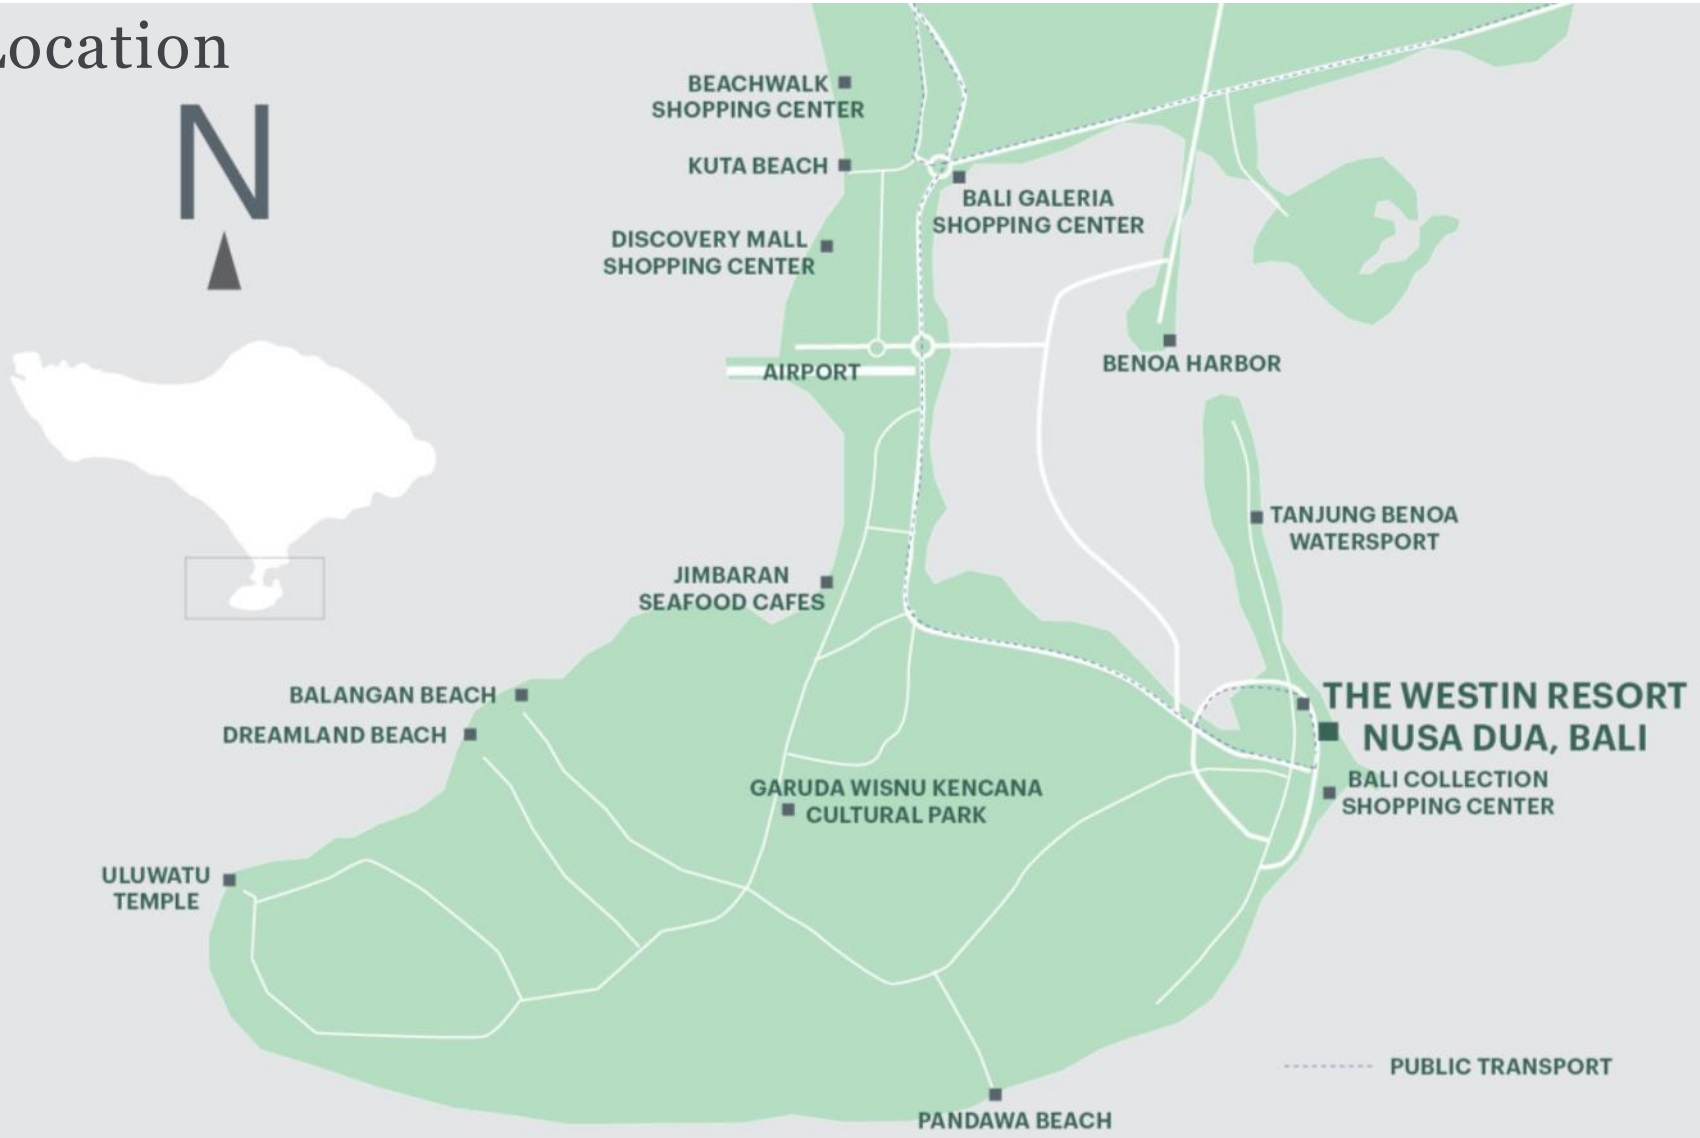 Location
N
BEACHWALK
SHOPPING CENTER
KUTA BEACH
BALI GALERIA
SHOPPING CENTER
DISCOVERY MALL
SHOPPING CENTER
AIRPORT
BENOA HARBOR
TANJUNG BENOA
WATERSPORT
JIMBARAN
SEAFOOD CAFES
BALANGAN BEACH
DREAMLAND BEACH
THE WESTIN RESORT
NUSA DUA, BALI
BALI COLLECTION
SHOPPING CENTER
GARUDA WISNU KENCANA
CULTURAL PARK
ULUWATU
TEMPLE
PUBLIC TRANSPORT
PANDAWA BEACH